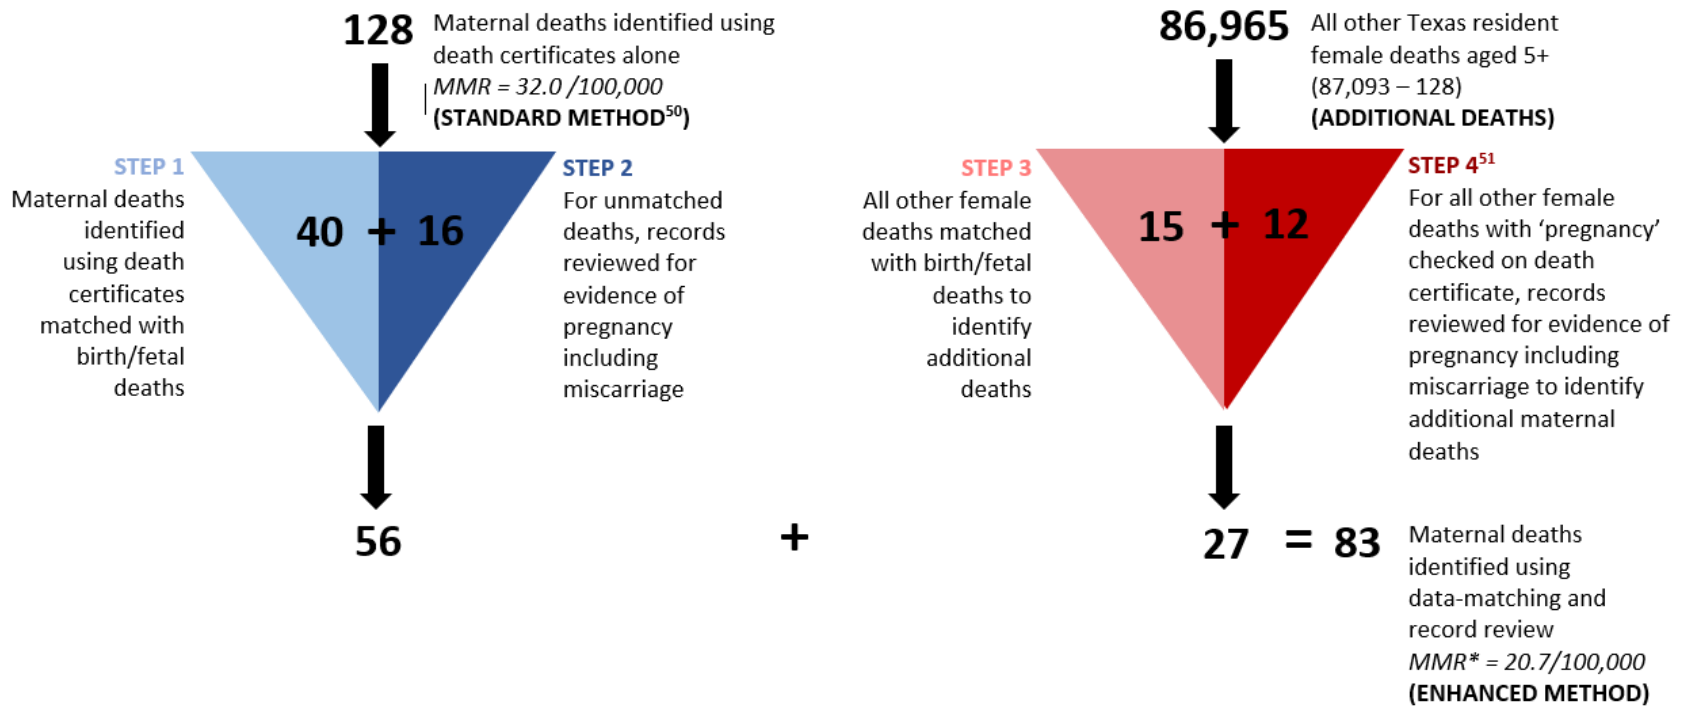 128
Maternal deaths identified using
death certificates alone
MMR = 32.0 /100,000
(STANDARD METHOD50)
86,965
All other Texas resident
female deaths aged 5+
(87,093 – 128)
(ADDITIONAL DEATHS)
STEP 1
Maternal deaths
identified
using death
certificates
matched with
birth/fetal
deaths
40 + 16
STEP 2
For unmatched
deaths, records
reviewed for
evidence of
pregnancy
including
miscarriage
STEP 3
All other female
deaths matched
with birth/fetal
deaths to
identify
additional
deaths
15 + 12
STEP 451
For all other female
deaths with ‘pregnancy’
checked on death
certificate, records
reviewed for evidence of
pregnancy including
miscarriage to identify
additional maternal
deaths
56 + 27 = 83
Maternal deaths
identified using
data-matching and
record review
MMR* = 20.7/100,000
(ENHANCED METHOD)